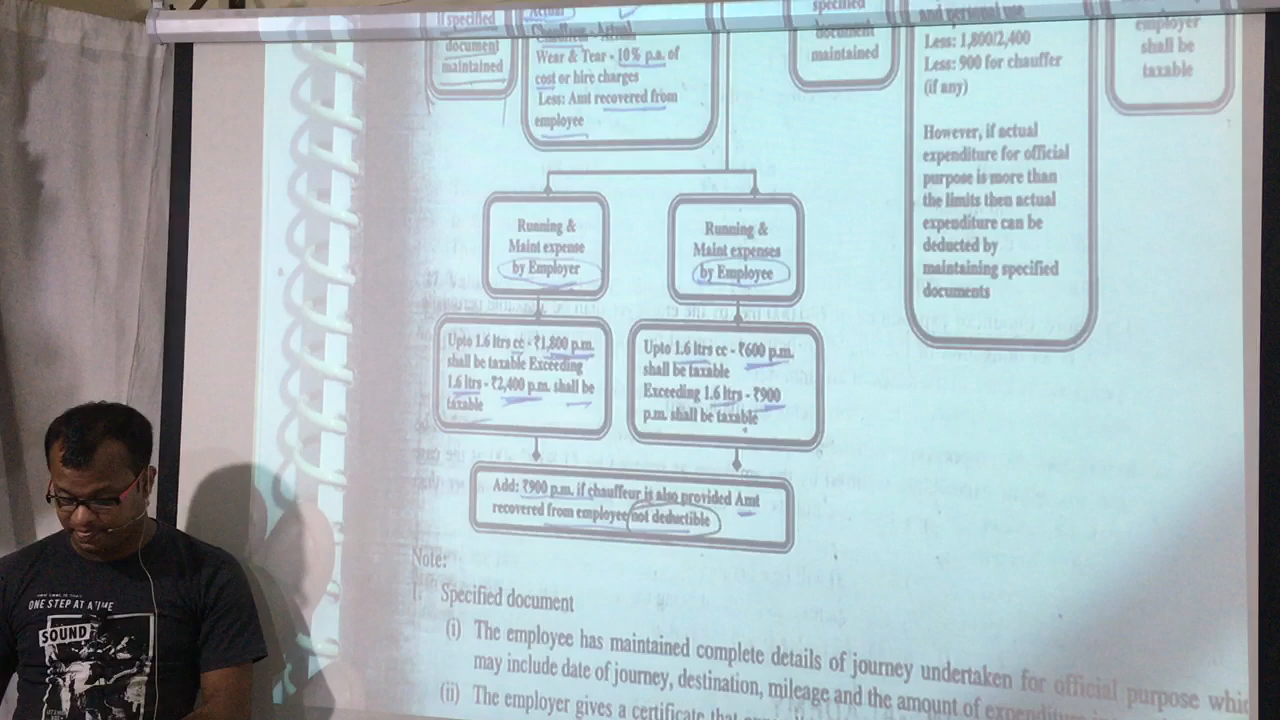 If specified
document
maintained
Actual
Chauffeur - Actual
Wear & Tear - 10% p.a. of
cost or hire charges
Less: Amt recovered from
employee
specified
document
maintained
and personal use
Less: 1,800/2,400
Less: 900 for chauffer
(if any)
However, if actual
expenditure for official
purpose is more than
the limits then actual
expenditure can be
deducted by
maintaining specified
documents
employer
shall be
taxable
Running &
Maint expense
by Employer
Running &
Maint expenses
by Employee
Upto 1.6 ltrs cc - ₹1,800 p.m.
shall be taxable Exceeding
1.6 ltrs - ₹2,400 p.m. shall be
taxable
Upto 1.6 ltrs cc - ₹600 p.m.
shall be taxable
Exceeding 1.6 ltrs - ₹900
p.m. shall be taxable
Add: ₹900 p.m. if chauffeur is also provided Amt
recovered from employee not deductible
Note:
1. Specified document
(i) The employee has maintained complete details of journey undertaken for official purpose whic
may include date of journey, destination, mileage and the amount of expenditure
(ii) The employer gives a certificate that
ONE STEP AT A TIME
SOUND